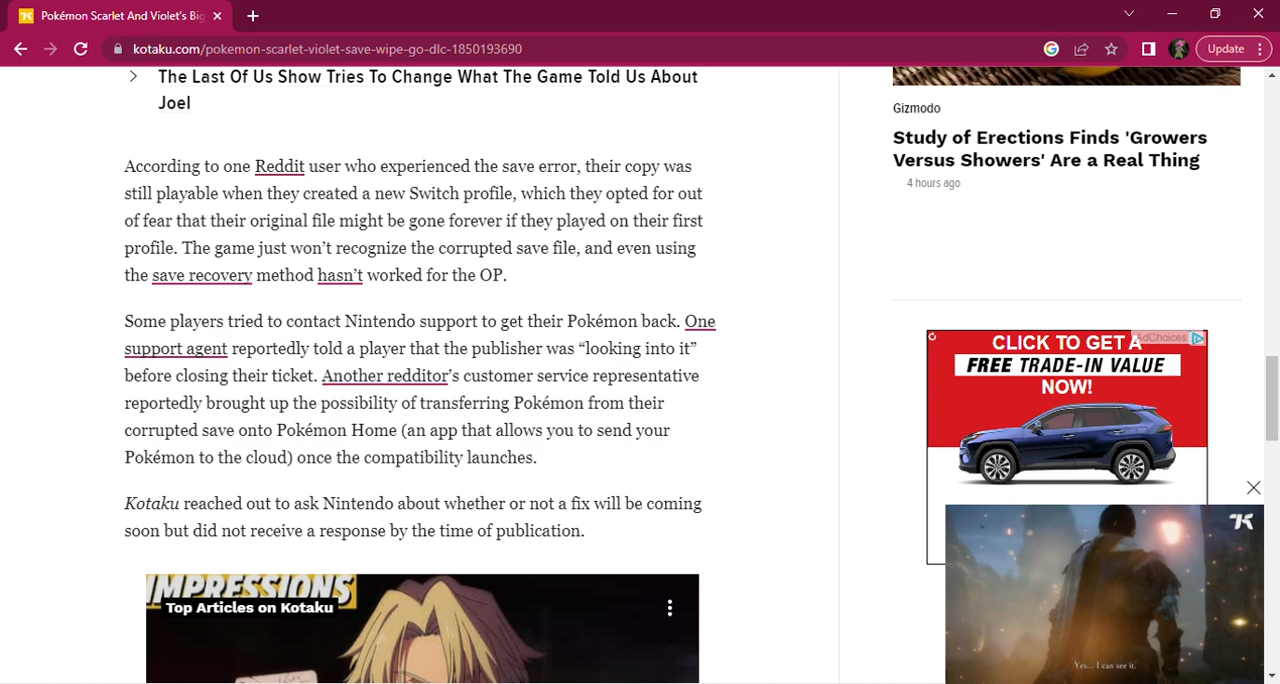 Pokémon Scarlet And Violet's Big
kotaku.com/pokemon-scarlet-violet-save-wipe-go-dlc-1850193690
Update
The Last Of Us Show Tries To Change What The Game Told Us About
Joel
According to one Reddit user who experienced the save error, their copy was
still playable when they created a new Switch profile, which they opted for out
of fear that their original file might be gone forever if they played on their first
profile. The game just won't recognize the corrupted save file, and even using
the save recovery method hasn't worked for the OP.
Some players tried to contact Nintendo support to get their Pokémon back. One
support agent reportedly told a player that the publisher was “looking into it”
before closing their ticket. Another redditor's customer service representative
reportedly brought up the possibility of transferring Pokémon from their
corrupted save onto Pokémon Home (an app that allows you to send your
Pokémon to the cloud) once the compatibility launches.
Kotaku reached out to ask Nintendo about whether or not a fix will be coming
soon but did not receive a response by the time of publication.
IMPRESSIONS
Top Articles on Kotaku
Gizmodo
Study of Erections Finds 'Growers
Versus Showers' Are a Real Thing
4 hours ago
CLICK TO GET A
AdChoices
FREE TRADE-IN VALUE
NOW!
Yes... I can see it.